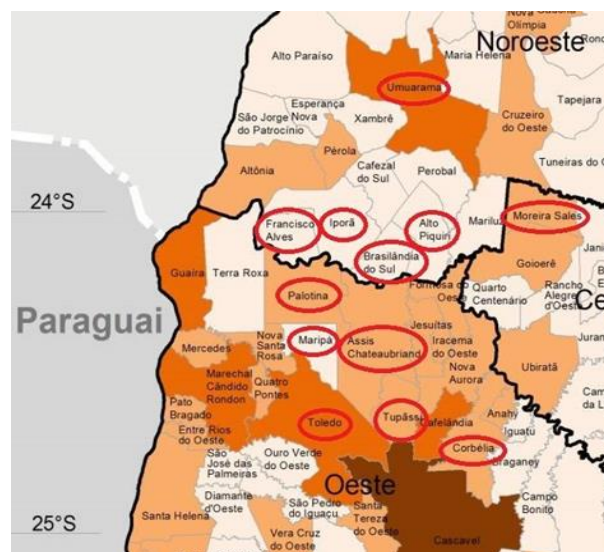 Olímpia
Noroeste
Alto Paraíso
Maria Helena
Umuarama
Tapejara
Esperança
Nova
São Jorge
do Patrocínio
Xambrê
Cruzeiro
do Oeste
Pérola
Cafezal
do Sul
Perobal
Tuneiras do
Altônia
24°S
Francisco
Alves
Iporã
Alto
Piquiri
Mariluz
Moreira Sales
Brasilândia
do Sul
Goioerê
Guaíra
Terra Roxa
Palotina
Formosa do
Oeste
Quarto
Centenário
Rancho
Alegre d'Oeste
Ce
Paraguai
Jesuítas
Nova
Santa
Rosa
Maripá
Assis
Chateaubriand
Iracema
do Oeste
Juran
Mercedes
Nova
Aurora
Ubiratã
Marechal
Cândido
Rondon
Quatro
Pontes
Pato
Bragado
Entre Rios
do Oeste
Toledo
Tupãssi
Cafelândia
Anahy
Iguatu
Corbélia
Braganey
São
José das
Palmeiras
Ouro Verde
do Oeste
Diamante
d'Oeste
Oeste
Campo
Bonito
São Pedro
do Iguaçu
Santa
Tereza
do Oeste
Santa Helena
25°S
Vera Cruz
do Oeste
Cascavel